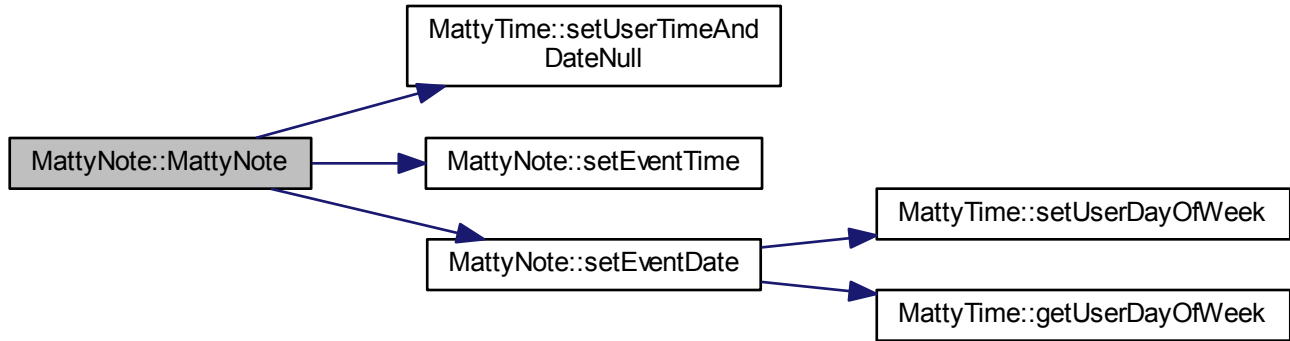 MattyTime::setUserTimeAnd
DateNull
MattyNote::MattyNote
MattyNote::setEventTime
MattyTime::setUserDayOfWeek
MattyNote::setEventDate
MattyTime::getUserDayOfWeek